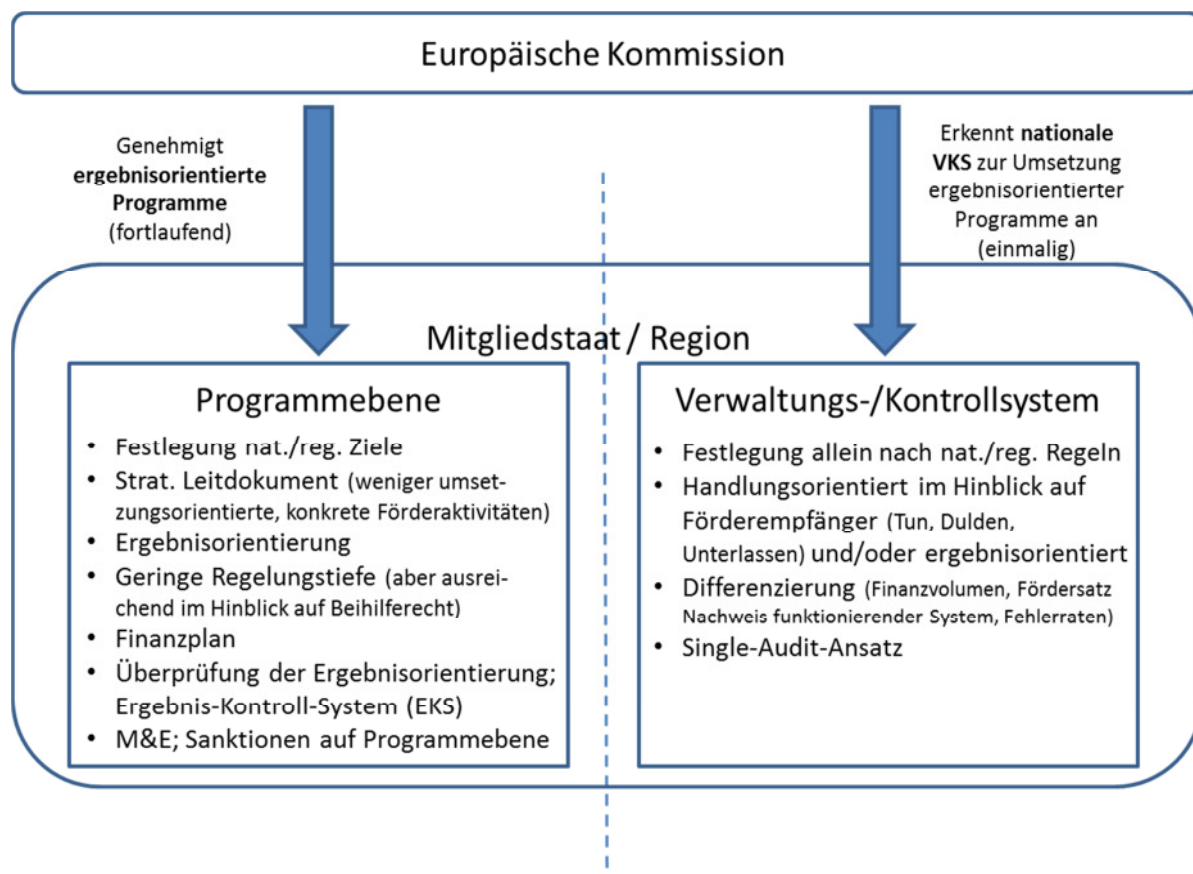 Europäische Kommission
Genehmigt
ergebnisorientierte
Programme
(fortlaufend)
Erkennt nationale
VKS zur Umsetzung
ergebnisorientierter
Programme an
(einmalig)
Mitgliedstaat / Region
Programmebene
• Festlegung nat./reg. Ziele
• Strat. Leitdokument (weniger umset-
zungsorientierte, konkrete Förderaktivitäten)
• Ergebnisorientierung
• Geringe Regelungstiefe (aber ausrei-
chend im Hinblick auf Beihilferecht)
• Finanzplan
• Überprüfung der Ergebnisorientierung;
Ergebnis-Kontroll-System (EKS)
• M&E; Sanktionen auf Programmebene
Verwaltungs-/Kontrollsystem
• Festlegung allein nach nat./reg. Regeln
• Handlungsorientiert im Hinblick auf
Förderempfänger (Tun, Dulden,
Unterlassen) und/oder ergebnisorientiert
• Differenzierung (Finanzvolumen, Fördersatz
Nachweis funktionierender System, Fehlerraten)
• Single-Audit-Ansatz